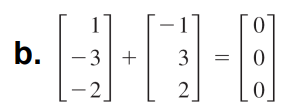 b. [1 -3 -2] + [-1 3 2] = [0 0 0]